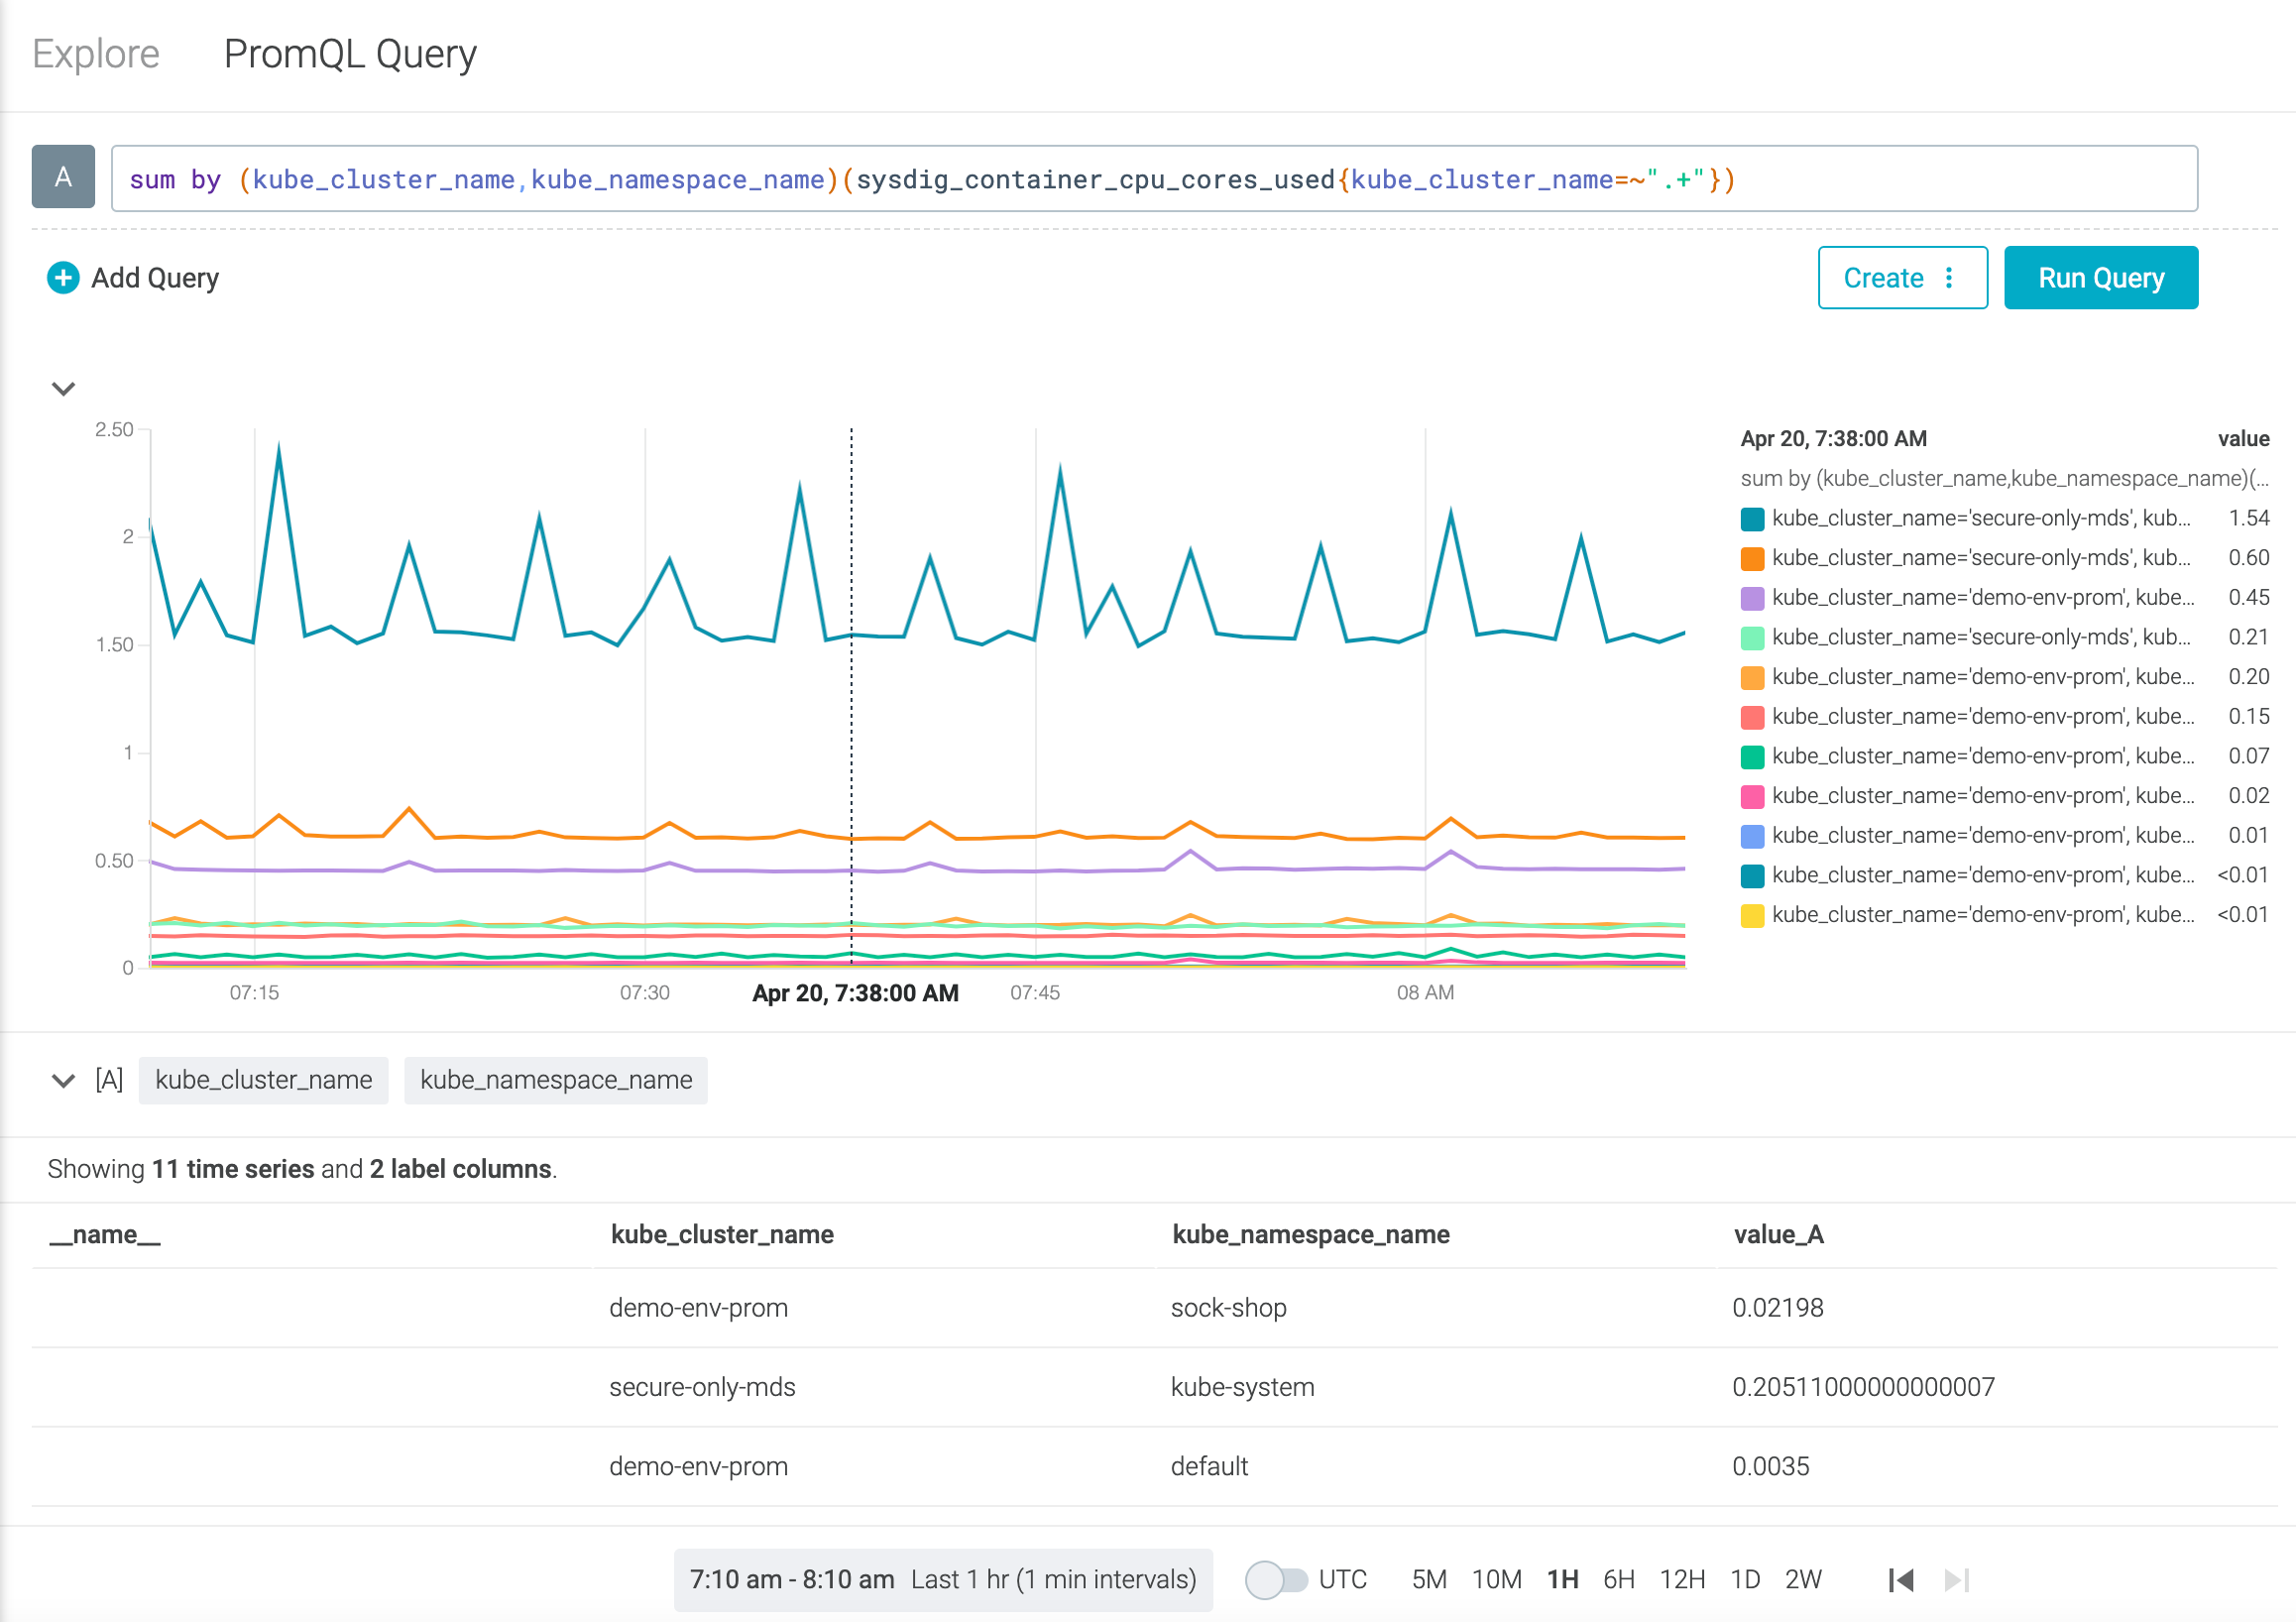 Explore PromQL Query
A sum by (kube_cluster_name,kube_namespace_name)(sysdig_container_cpu_cores_used{kube_cluster_name=~".+"})
Add Query Create Run Query
2.50
2
1.50
1
0.50
0
07:15 07:30 Apr 20, 7:38:00 AM 07:45 08 AM
Apr 20, 7:38:00 AM value
sum by (kube_cluster_name,kube_namespace_name)(...
kube_cluster_name='secure-only-mds', kub... 1.54
kube_cluster_name='secure-only-mds', kub... 0.60
kube_cluster_name='demo-env-prom', kube... 0.45
kube_cluster_name='secure-only-mds', kub... 0.21
kube_cluster_name='demo-env-prom', kube... 0.20
kube_cluster_name='demo-env-prom', kube... 0.15
kube_cluster_name='demo-env-prom', kube... 0.07
kube_cluster_name='demo-env-prom', kube... 0.02
kube_cluster_name='demo-env-prom', kube... 0.01
kube_cluster_name='demo-env-prom', kube... <0.01
kube_cluster_name='demo-env-prom', kube... <0.01
[A] kube_cluster_name kube_namespace_name
Showing 11 time series and 2 label columns.
__name__ kube_cluster_name kube_namespace_name value_A
demo-env-prom sock-shop 0.02198
secure-only-mds kube-system 0.20511000000000007
demo-env-prom default 0.0035
7:10 am - 8:10 am Last 1 hr (1 min intervals) UTC 5M 10M 1H 6H 12H 1D 2W